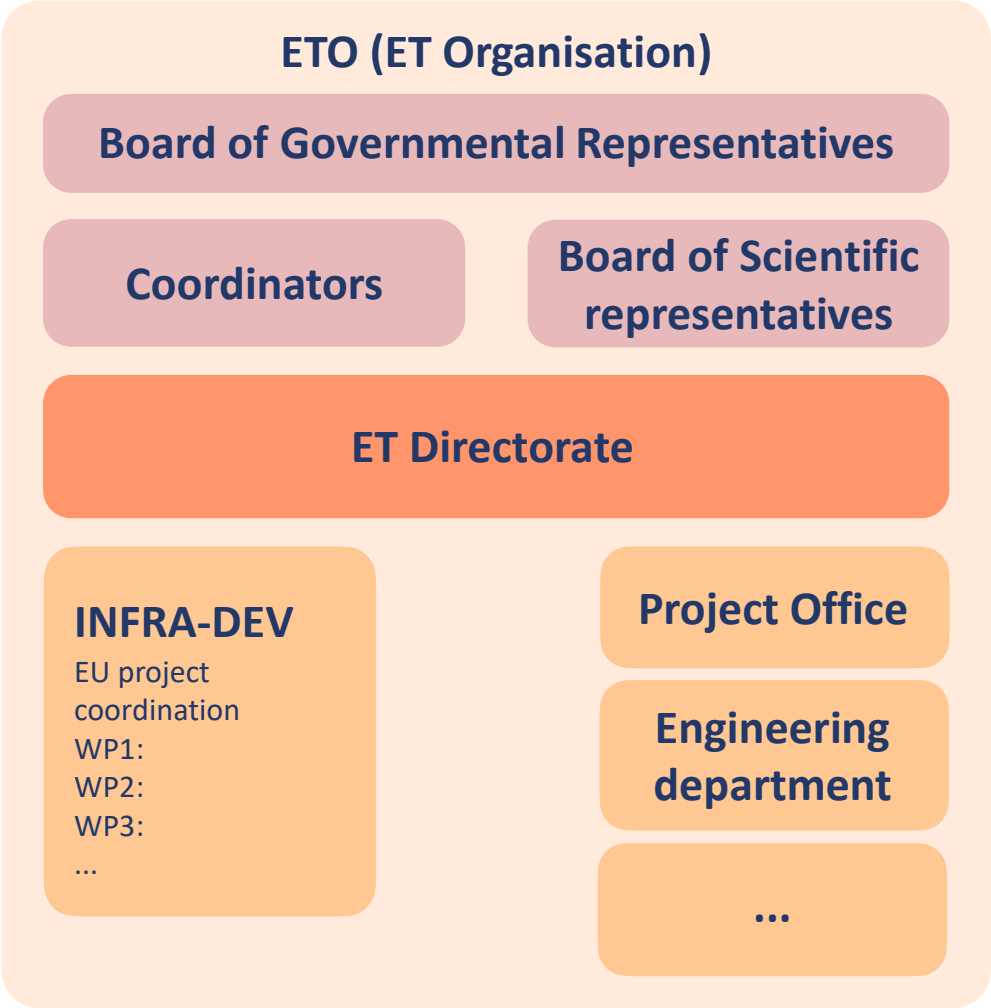 ETO (ET Organisation)
Board of Governmental Representatives
Coordinators
Board of Scientific
representatives
ET Directorate
INFRA-DEV
EU project
coordination
WP1:
WP2:
WP3:
...
Project Office
Engineering
department
...